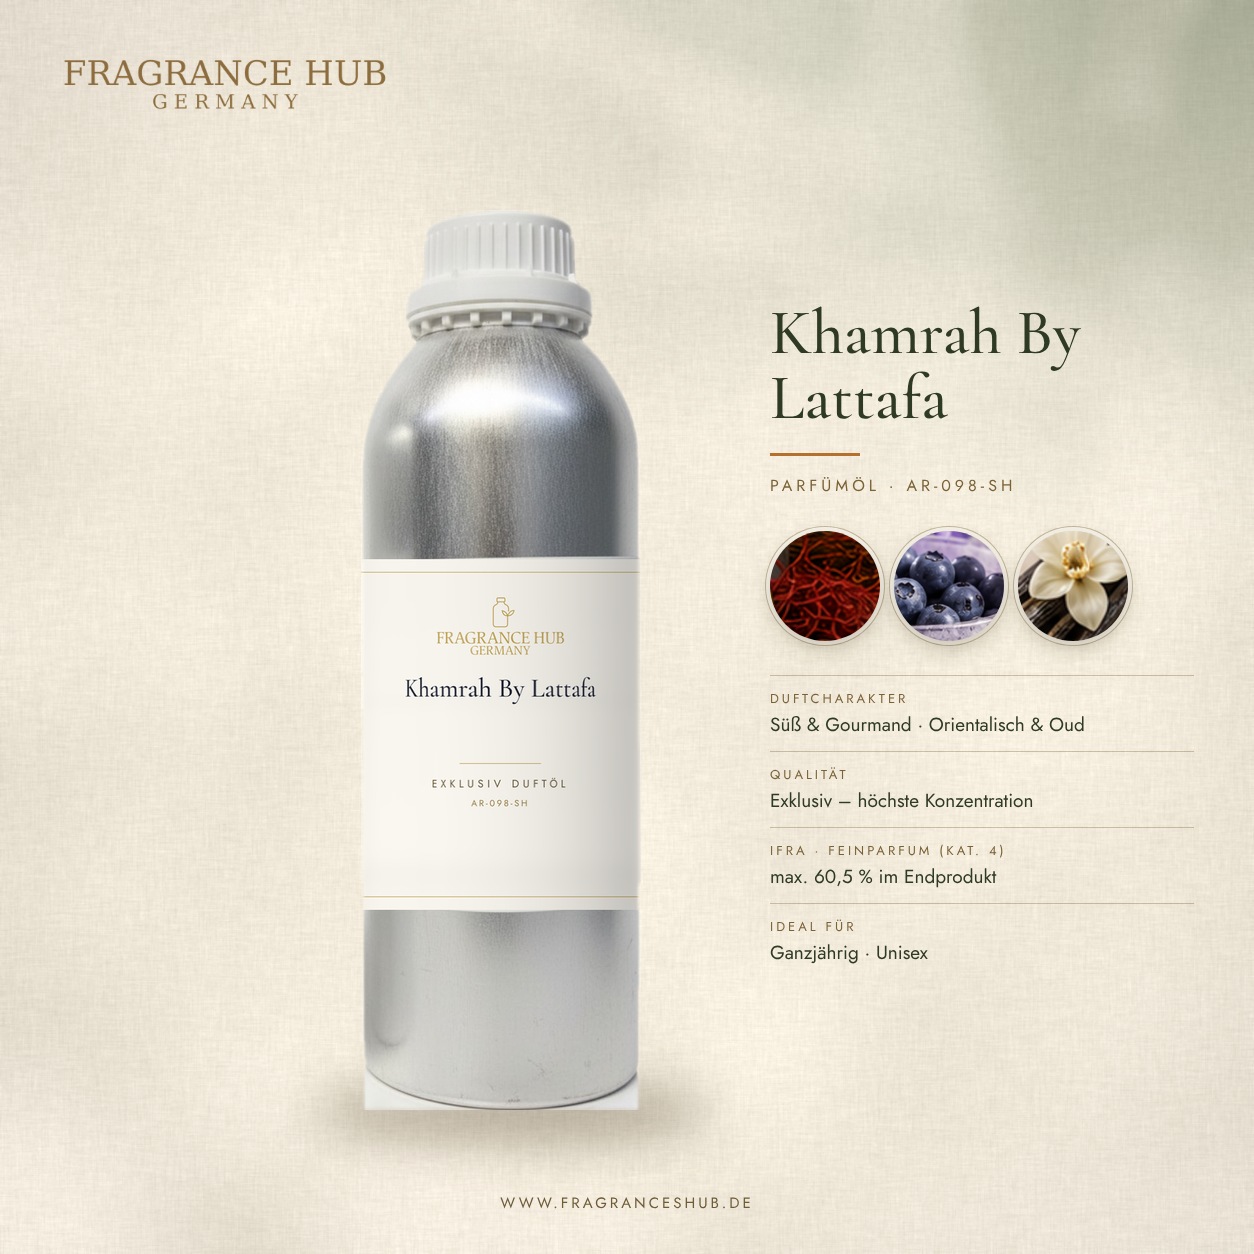 FRAGRANCE HUB
GERMANY
FRAGRANCE HUB
GERMANY
Khamrah By Lattafa
EXKLUSIV DUFTÖL
AR-098-SH
Khamrah By
Lattafa
PARFÜMÖL · AR-098-SH
DUFTCHARAKTER
Süß & Gourmand · Orientalisch & Oud
QUALITÄT
Exklusiv – höchste Konzentration
IFRA · FEINPARFUM (KAT. 4)
max. 60,5 % im Endprodukt
IDEAL FÜR
Ganzjährig · Unisex
WWW.FRAGRANCESHUB.DE